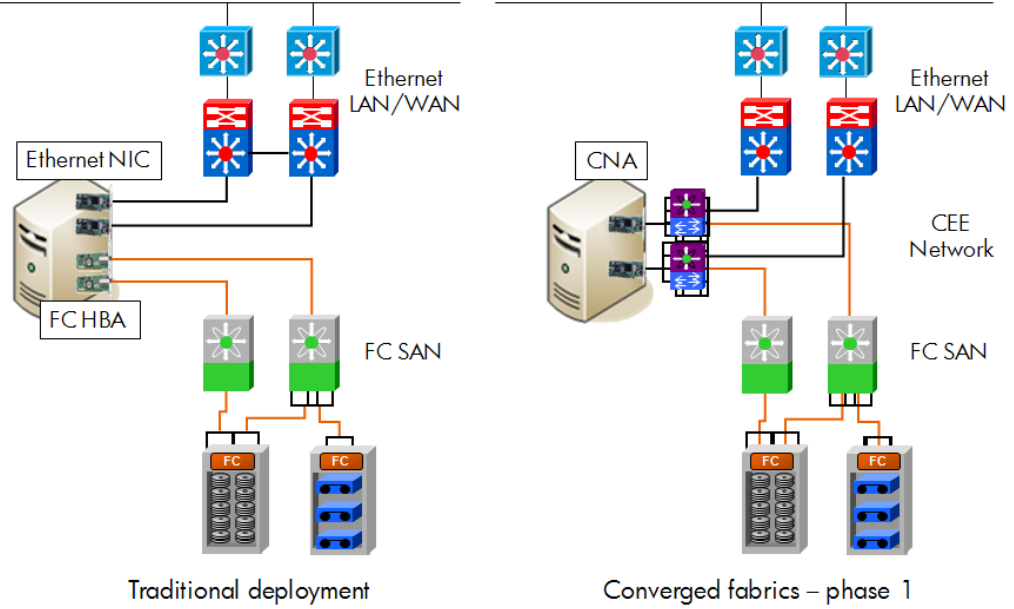 Ethernet
LAN/WAN
Ethernet NIC
FC HBA
FC SAN
FC
FC
Traditional deployment
Ethernet
LAN/WAN
CNA
CEE
Network
FC SAN
FC
FC
Converged fabrics – phase 1